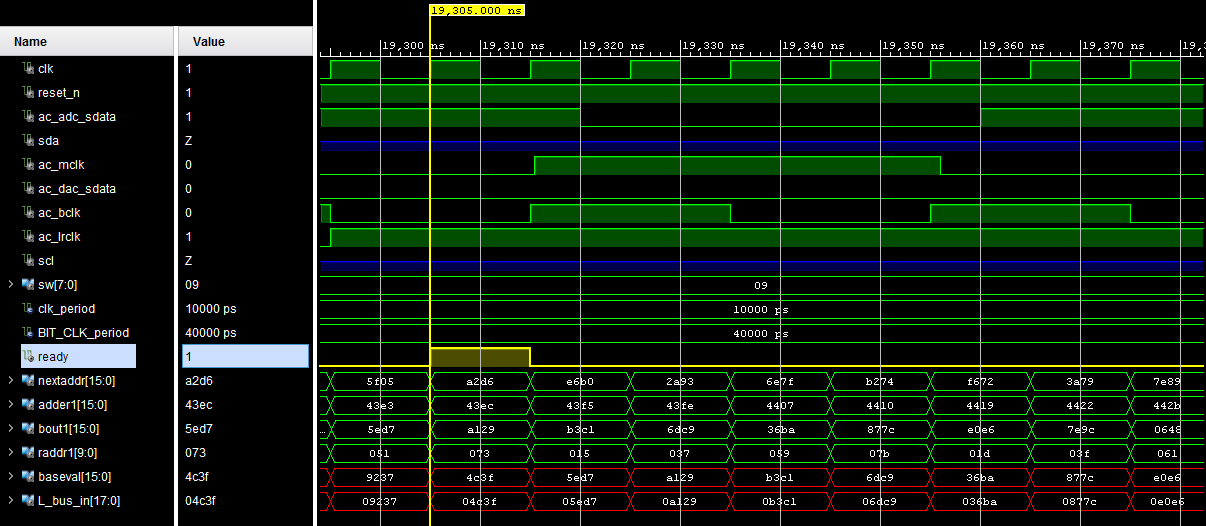 19,305.000 ns
Name Value
19,300 ns 19,310 ns 19,320 ns 19,330 ns 19,340 ns 19,350 ns 19,360 ns 19,370 ns 19,3
clk 1
reset_n 1
ac_adc_sdata 1
sda Z
ac_mclk 0
ac_dac_sdata 0
ac_bclk 0
ac_lrclk 1
scl Z
sw[7:0] 09 09
clk_period 10000 ps 10000 ps
BIT_CLK_period 40000 ps 40000 ps
ready 1
nextaddr[15:0] a2d6 5f05 a2d6 e6b0 2a93 6e7f b274 f672 3a79 7e89
adder1[15:0] 43ec 43e3 43ec 43f5 43fe 4407 4410 4419 4422 442b
bout1[15:0] 5ed7 ... 5ed7 a129 b3c1 6dc9 36ba 877c e0e6 7e9c 0648
raddr1[9:0] 073 051 073 015 037 059 07b 01d 03f 061
baseval[15:0] 4c3f 9237 4c3f 5ed7 a129 b3c1 6dc9 36ba 877c e0e6
L_bus_in[17:0] 04c3f 09237 04c3f 05ed7 0a129 0b3c1 06dc9 036ba 0877c 0e0e6